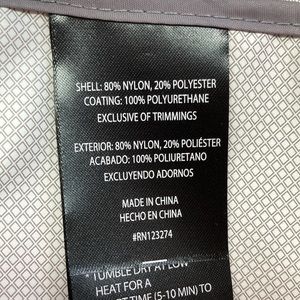 SHELL: 80% NYLON, 20% POLYESTER
COATING: 100% POLYURETHANE
EXCLUSIVE OF TRIMMINGS
EXTERIOR: 80% NYLON, 20% POLIÉSTER
ACABADO: 100% POLIURETANO
EXCLUYENDO ADORNOS
MADE IN CHINA
HECHO EN CHINA
#RN123274
* TUMBLE DRY AT LOW
HEAT FOR A
TIME (5-10 MIN) TO